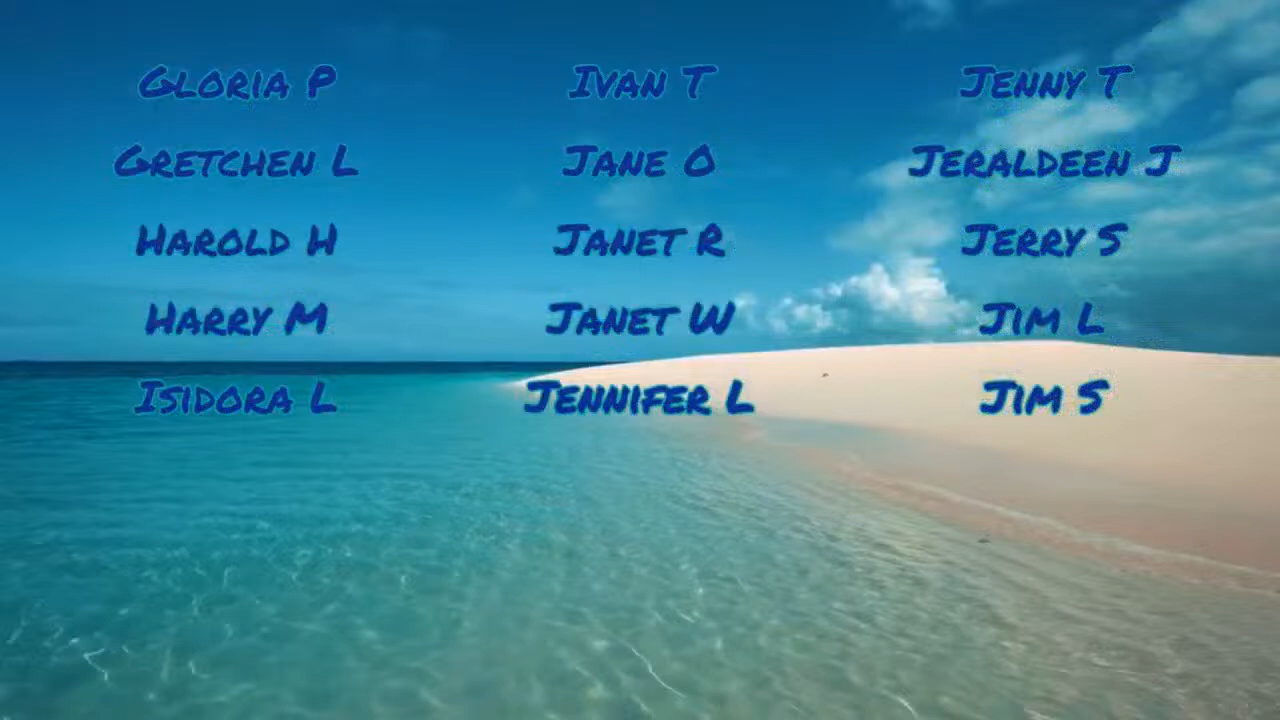 Gloria P
Gretchen L
Harold H
Harry M
Isidora L
Ivan T
Jane O
Janet R
Janet W
Jennifer L
Jenny T
Jeraldeen J
Jerry S
Jim L
Jim S